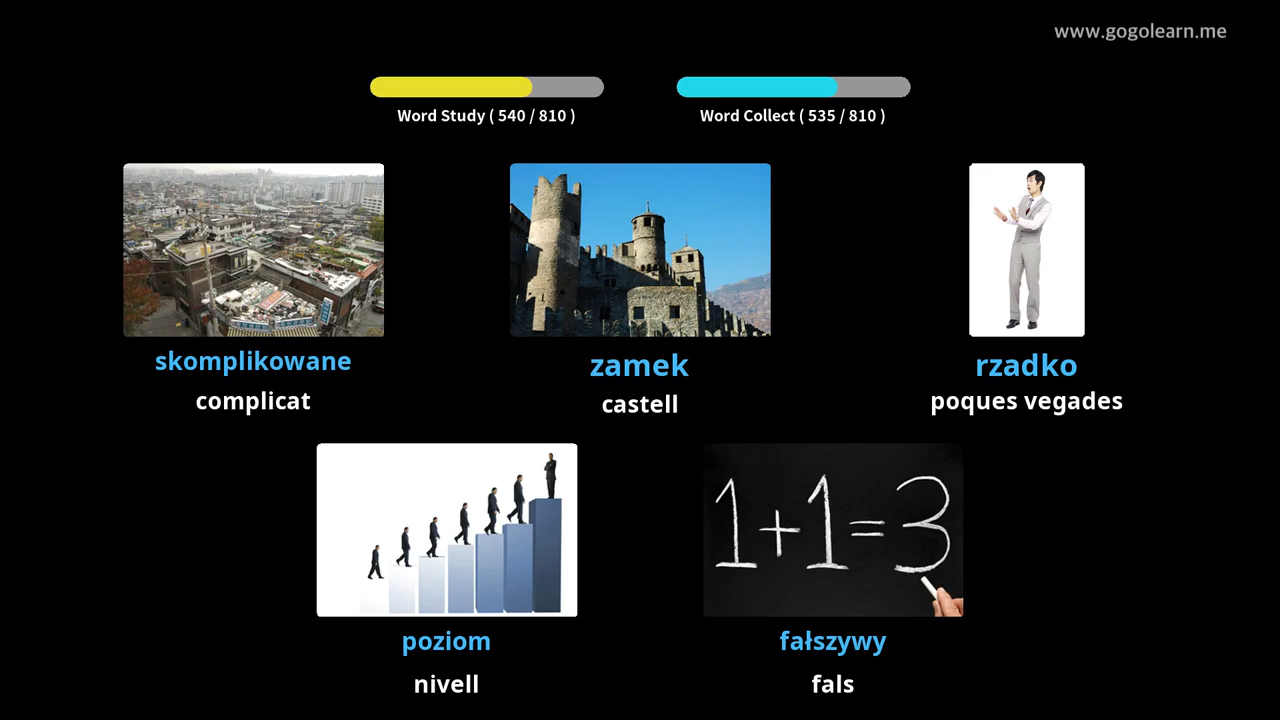 www.gogolearn.me
Word Study ( 540 / 810 )
Word Collect ( 535 / 810 )
skomplikowane
complicat
zamek
castell
rzadko
poques vegades
1+1=3
poziom
nivell
fałszywy
fals